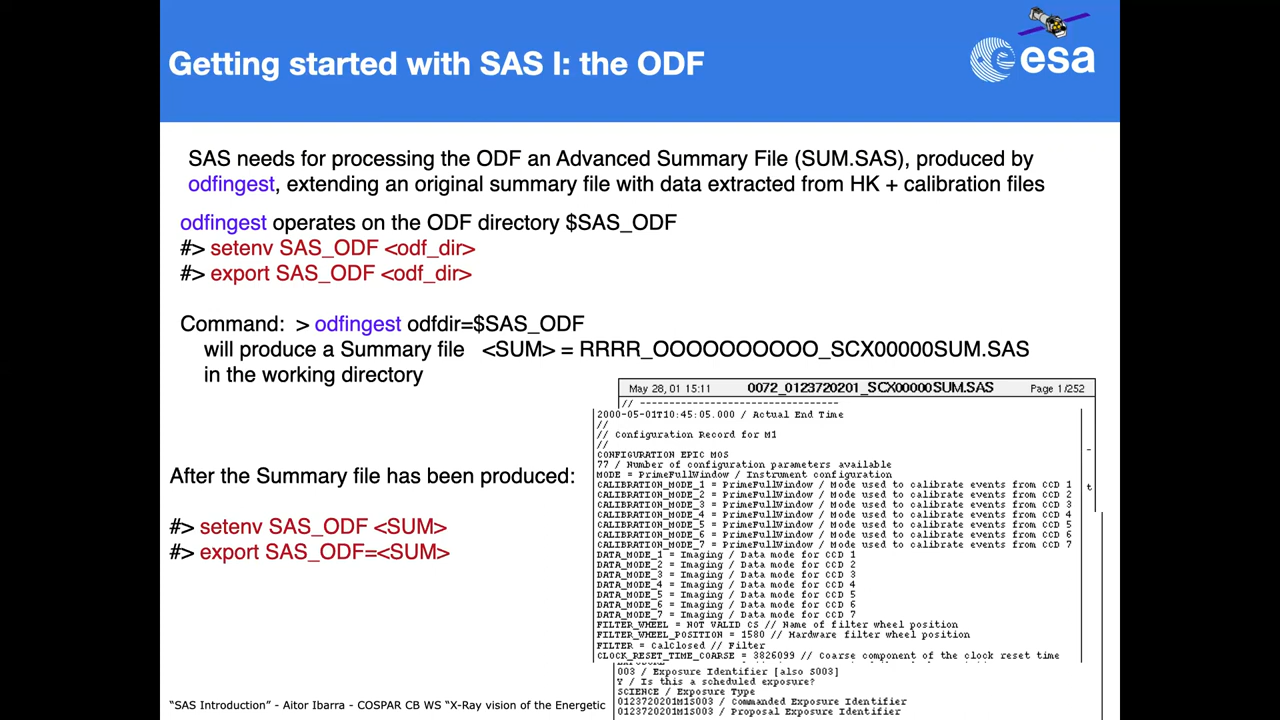 Getting started with SAS I: the ODF
esa
SAS needs for processing the ODF an Advanced Summary File (SUM.SAS), produced by
odfingest, extending an original summary file with data extracted from HK + calibration files
odfingest operates on the ODF directory $SAS_ODF
#> setenv SAS_ODF <odf_dir>
#> export SAS_ODF <odf_dir>
Command: > odfingest odfdir=$SAS_ODF
will produce a Summary file <SUM> = RRRR_OOOOOOOOOO_SCX00000SUM.SAS
in the working directory
After the Summary file has been produced:
#> setenv SAS_ODF <SUM>
#> export SAS_ODF=<SUM>
May 28, 01 15:11 0072_0123720201_SCX00000SUM.SAS Page 1/252
// ----------------------------------
2000-05-01T10:45:05.000 / Actual End Time
//
// Configuration Record for M1
//
CONFIGURATION EPIC MOS
77 / Number of configuration parameters available
MODE = PrimeFullWindow / Instrument configuration
CALIBRATION_MODE_1 = PrimeFullWindow / Mode used to calibrate events from CCD 1
CALIBRATION_MODE_2 = PrimeFullWindow / Mode used to calibrate events from CCD 2
CALIBRATION_MODE_3 = PrimeFullWindow / Mode used to calibrate events from CCD 3
CALIBRATION_MODE_4 = PrimeFullWindow / Mode used to calibrate events from CCD 4
CALIBRATION_MODE_5 = PrimeFullWindow / Mode used to calibrate events from CCD 5
CALIBRATION_MODE_6 = PrimeFullWindow / Mode used to calibrate events from CCD 6
CALIBRATION_MODE_7 = PrimeFullWindow / Mode used to calibrate events from CCD 7
DATA_MODE_1 = Imaging / Data mode for CCD 1
DATA_MODE_2 = Imaging / Data mode for CCD 2
DATA_MODE_3 = Imaging / Data mode for CCD 3
DATA_MODE_4 = Imaging / Data mode for CCD 4
DATA_MODE_5 = Imaging / Data mode for CCD 5
DATA_MODE_6 = Imaging / Data mode for CCD 6
DATA_MODE_7 = Imaging / Data mode for CCD 7
FILTER_WHEEL = NOT VALID CS // Name of filter wheel position
FILTER_WHEEL_POSITION = 1580 // Hardware filter wheel position
FILTER = CalClosed // Filter
CLOCK_RESET_TIME_COARSE = 3826099 // Coarse component of the clock reset time
003 / Exposure Identifier [also S003]
Y / Is this a scheduled exposure?
SCIENCE / Exposure Type
0123720201M1S003 / Commanded Exposure Identifier
0123720201M1S003 / Proposal Exposure Identifier
"SAS Introduction" - Aitor Ibarra - COSPAR CB WS "X-Ray vision of the Energetic